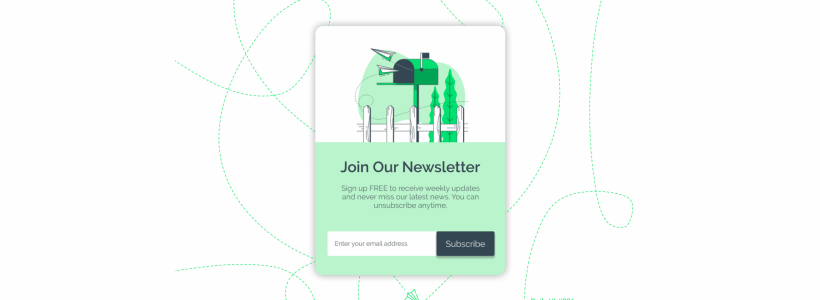 Join Our Newsletter
Sign up FREE to receive weekly updates
and never miss our latest news. You can
unsubscribe anytime.
Enter your email address
Subscribe